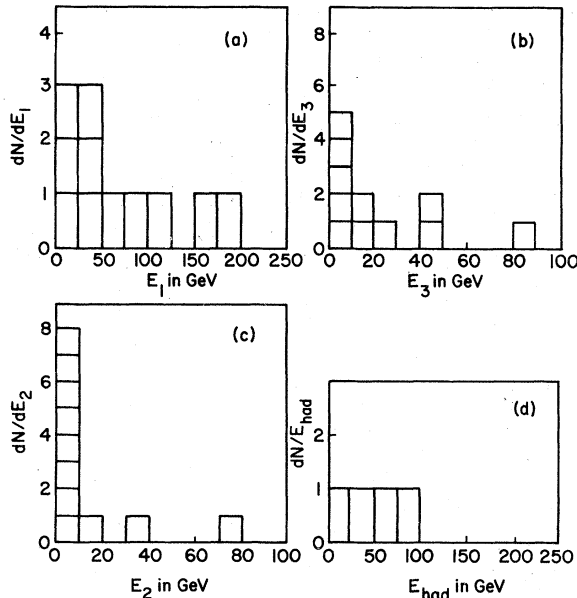 (a)
dN/dE1
4
3
2
1
0
0 50 100 150 200 250
E1 in GeV
(b)
dN/dE3
8
6
4
2
0
0 20 40 60 80 100
E3 in GeV
(c)
dN/dE2
8
6
4
2
0
0 20 40 60 80 100
E2 in GeV
(d)
dN/Ehad
2
1
0
0 50 100 150 200 250
Ehad in GeV